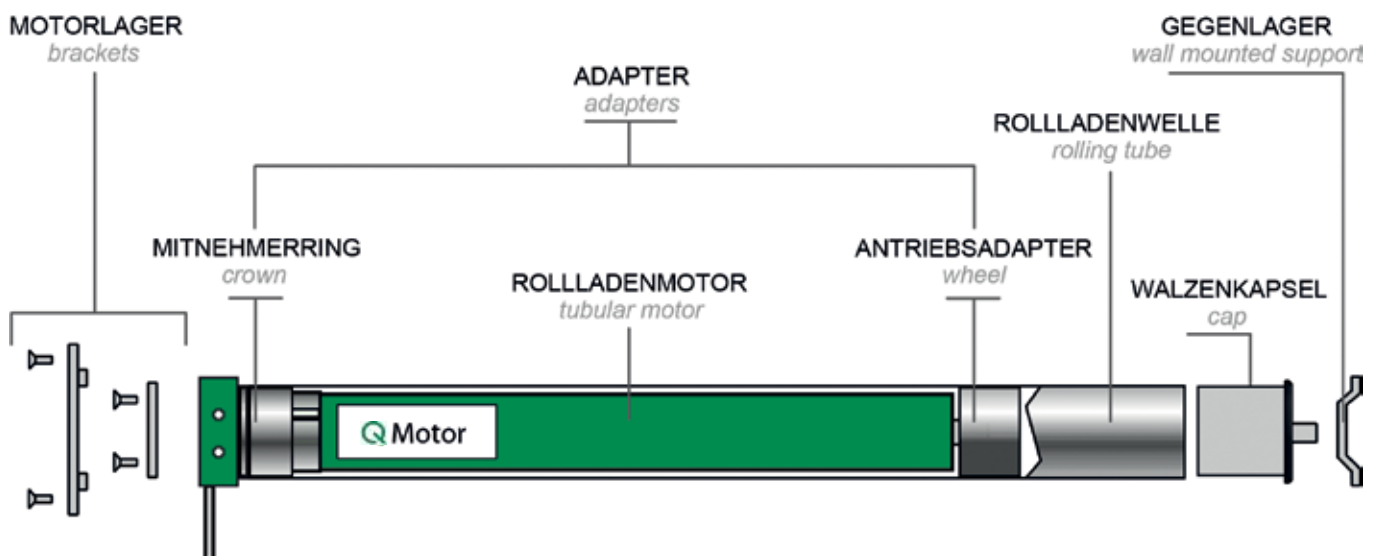 MOTORLAGER
brackets
GEGENLAGER
wall mounted support
ADAPTER
adapters
ROLLLADENWELLE
rolling tube
MITNEHMERRING
crown
ANTRIEBSADAPTER
wheel
ROLLLADENMOTOR
tubular motor
WALZENKAPSEL
cap
Q Motor